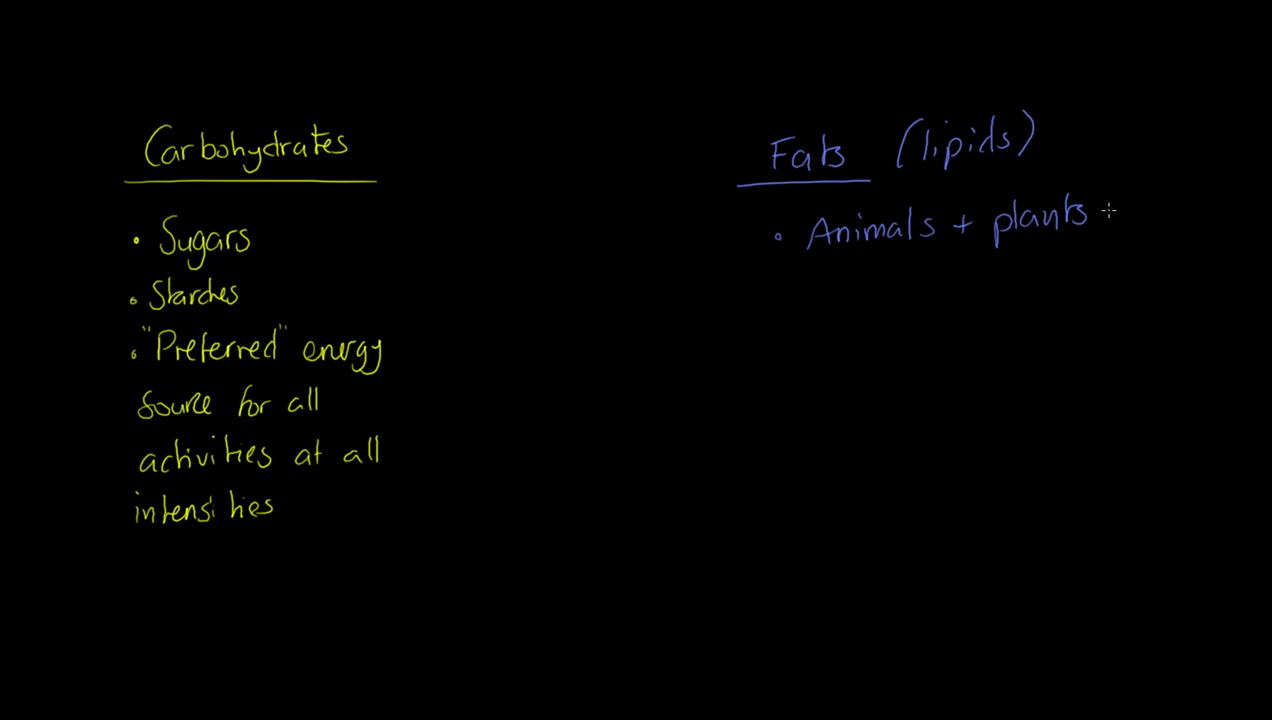 Carbohydrates
• Sugars
• Starches
• "Preferred" energy
source for all
activities at all
intensities
Fats (lipids)
• Animals + plants